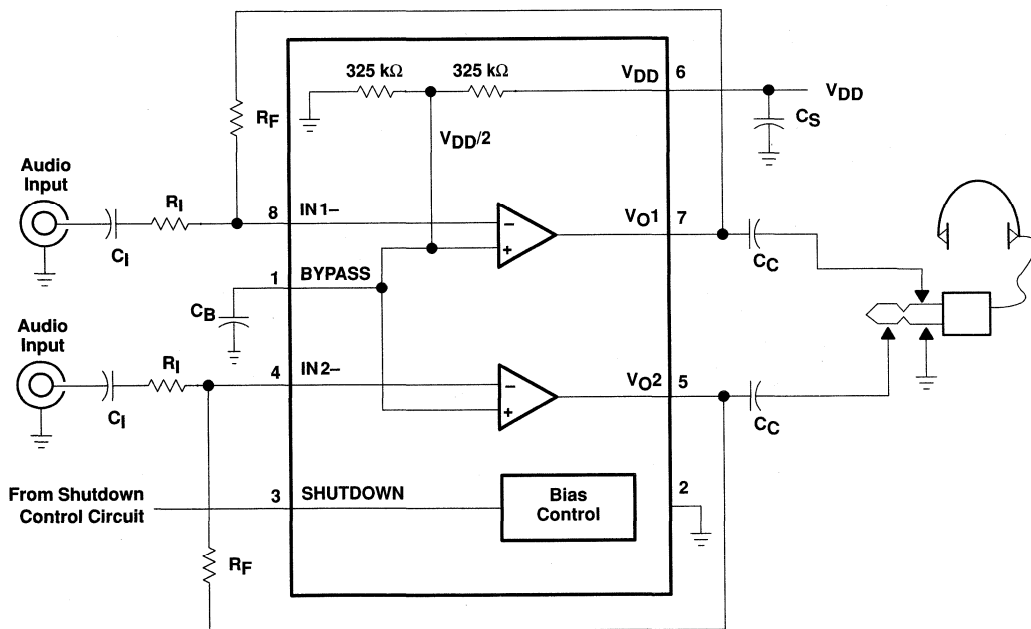 325 kΩ
325 kΩ
VDD
6
VDD
CS
RF
VDD/2
Audio
Input
RI
CI
8
IN1–
–
+
VO1
7
CC
1
BYPASS
CB
Audio
Input
RI
CI
4
IN2–
–
+
VO2
5
CC
From Shutdown
Control Circuit
3
SHUTDOWN
Bias
Control
2
RF